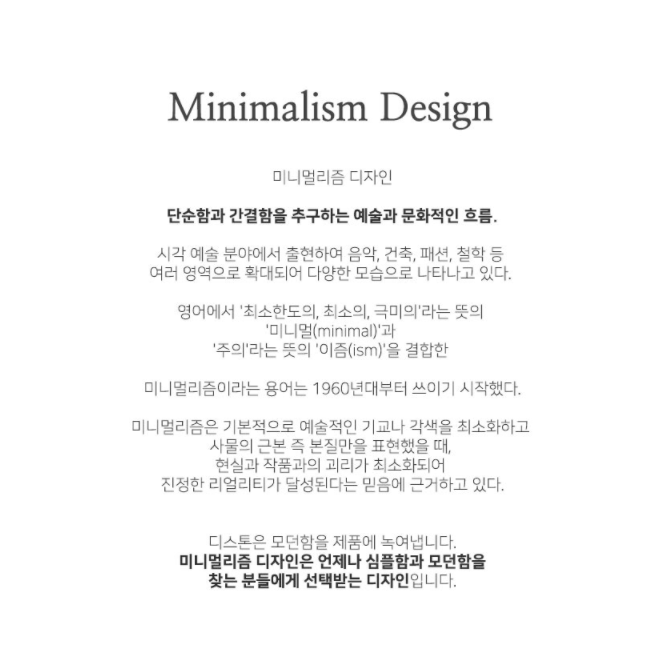 Minimalism Design
미니멀리즘 디자인
단순함과 간결함을 추구하는 예술과 문화적인 흐름.
시각 예술 분야에서 출현하여 음악, 건축, 패션, 철학 등
여러 영역으로 확대되어 다양한 모습으로 나타나고 있다.
영어에서 '최소한도의, 최소의, 극미의'라는 뜻의
'미니멀(minimal)'과
'주의'라는 뜻의 '이즘(ism)'을 결합한
미니멀리즘이라는 용어는 1960년대부터 쓰이기 시작했다.
미니멀리즘은 기본적으로 예술적인 기교나 각색을 최소화하고
사물의 근본 즉 본질만을 표현했을 때,
현실과 작품과의 괴리가 최소화되어
진정한 리얼리티가 달성된다는 믿음에 근거하고 있다.
디스톤은 모던함을 제품에 녹여냅니다.
미니멀리즘 디자인은 언제나 심플함과 모던함을
찾는 분들에게 선택받는 디자인입니다.